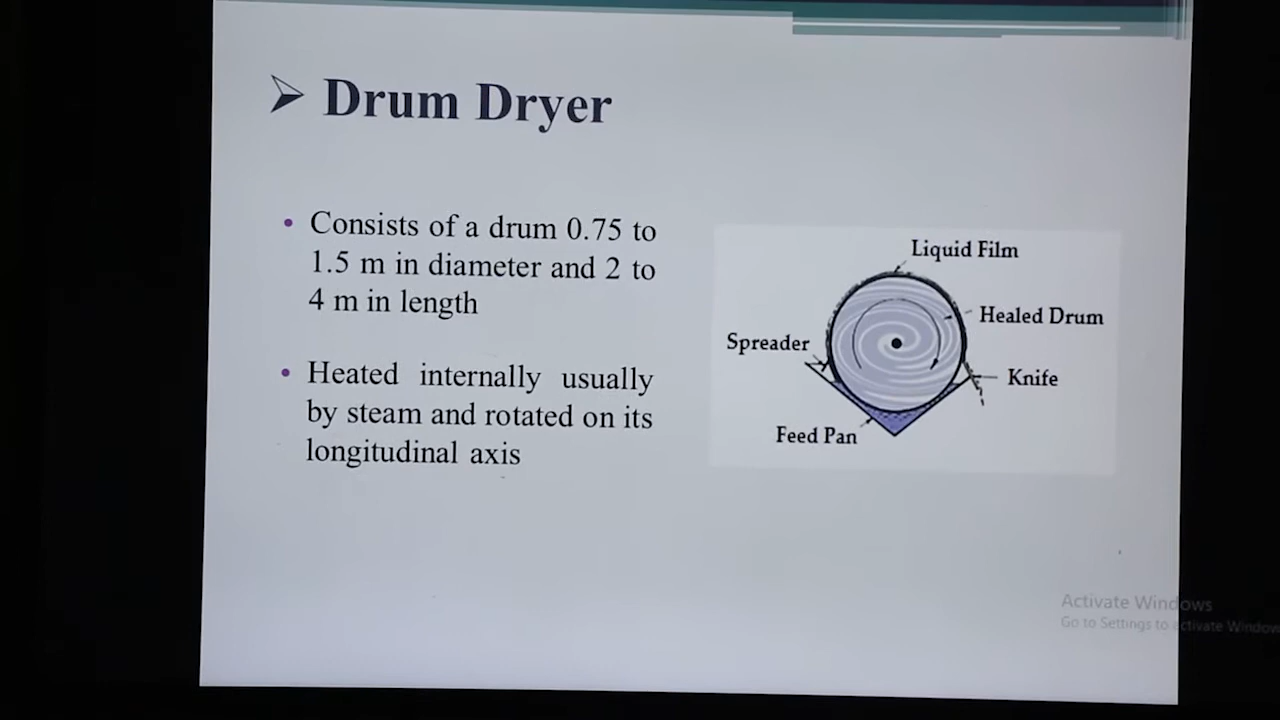 Drum Dryer
• Consists of a drum 0.75 to
1.5 m in diameter and 2 to
4 m in length
• Heated internally usually
by steam and rotated on its
longitudinal axis
Liquid Film
Healed Drum
Spreader
Knife
Feed Pan
Activate Windows
Go to Settings to activate Window